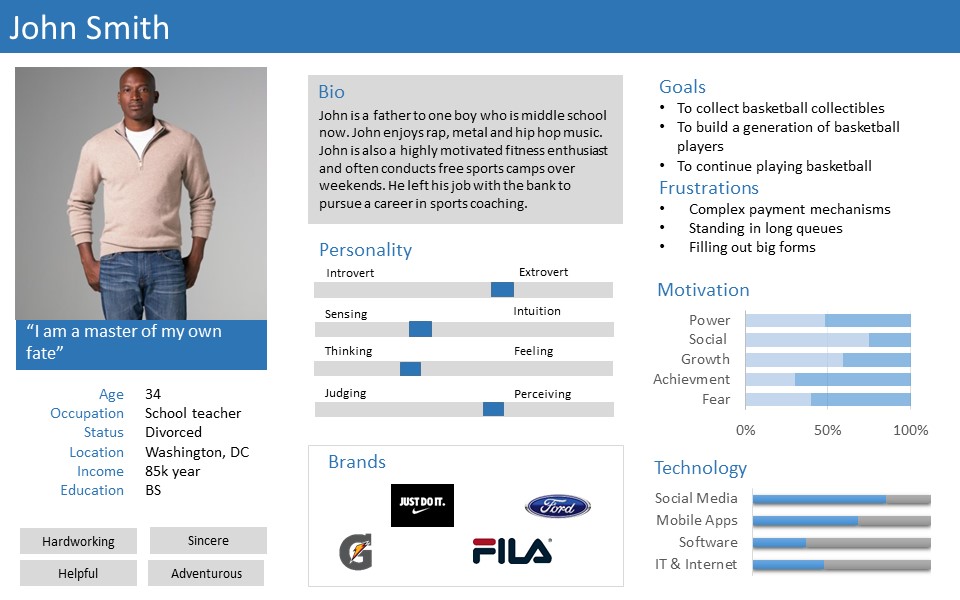 John Smith
“I am a master of my own
fate”
Age 34
Occupation School teacher
Status Divorced
Location Washington, DC
Income 85k year
Education BS
Hardworking
Sincere
Helpful
Adventurous
Bio
John is a father to one boy who is middle school
now. John enjoys rap, metal and hip hop music.
John is also a highly motivated fitness enthusiast
and often conducts free sports camps over
weekends. He left his job with the bank to
pursue a career in sports coaching.
Personality
Introvert Extrovert
Sensing Intuition
Thinking Feeling
Judging Perceiving
Brands
JUST DO IT.
Ford
G
FILA
Goals
• To collect basketball collectibles
• To build a generation of basketball
players
• To continue playing basketball
Frustrations
• Complex payment mechanisms
• Standing in long queues
• Filling out big forms
Motivation
Power
Social
Growth
Achievment
Fear
0% 50% 100%
Technology
Social Media
Mobile Apps
Software
IT & Internet